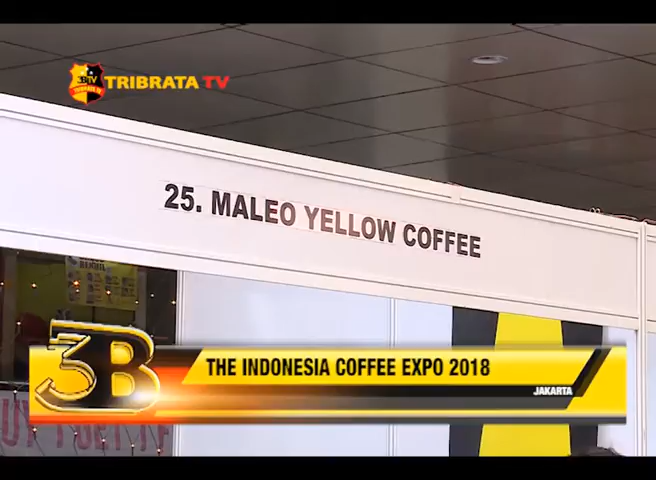 TRIBRATA TV
25. MALEO YELLOW COFFEE
3B
THE INDONESIA COFFEE EXPO 2018
JAKARTA